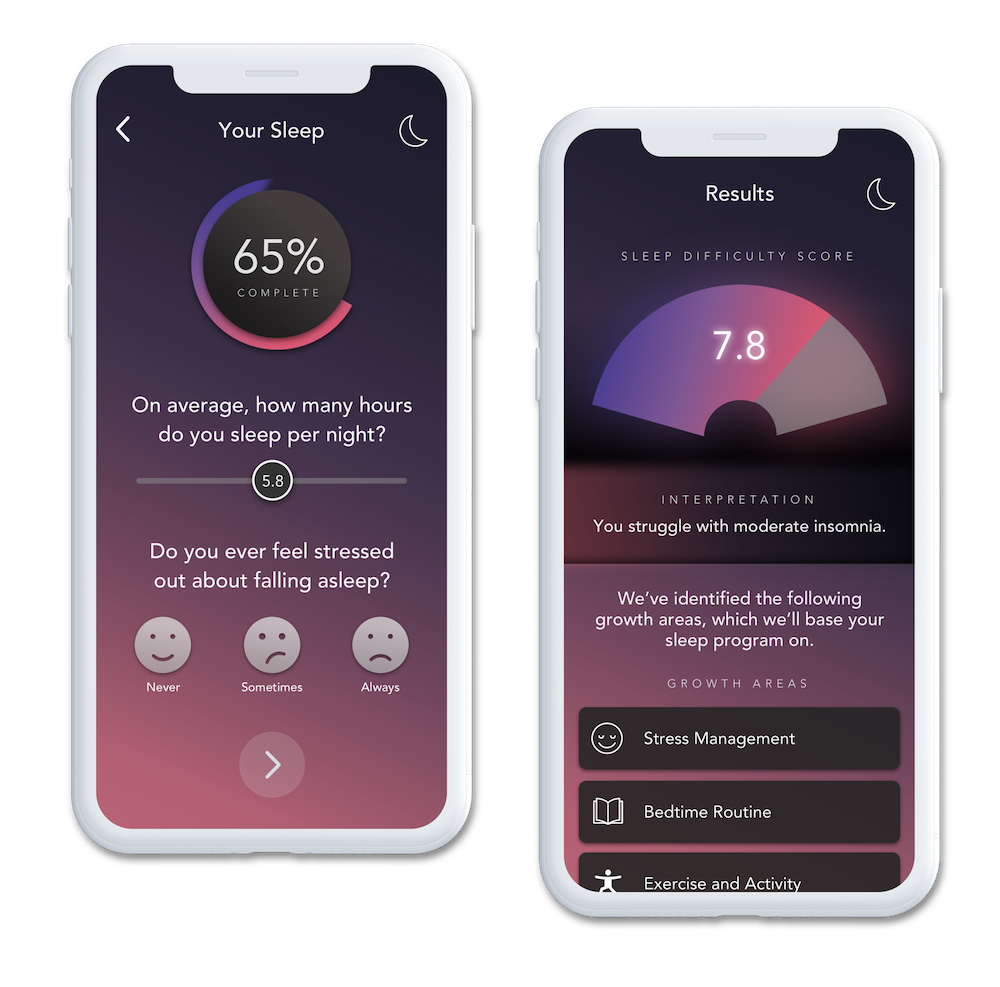 Your Sleep
65%
COMPLETE
On average, how many hours
do you sleep per night?
5.8
Do you ever feel stressed
out about falling asleep?
Never
Sometimes
Always
Results
SLEEP DIFFICULTY SCORE
7.8
INTERPRETATION
You struggle with moderate insomnia.
We’ve identified the following
growth areas, which we’ll base your
sleep program on.
GROWTH AREAS
Stress Management
Bedtime Routine
Exercise and Activity